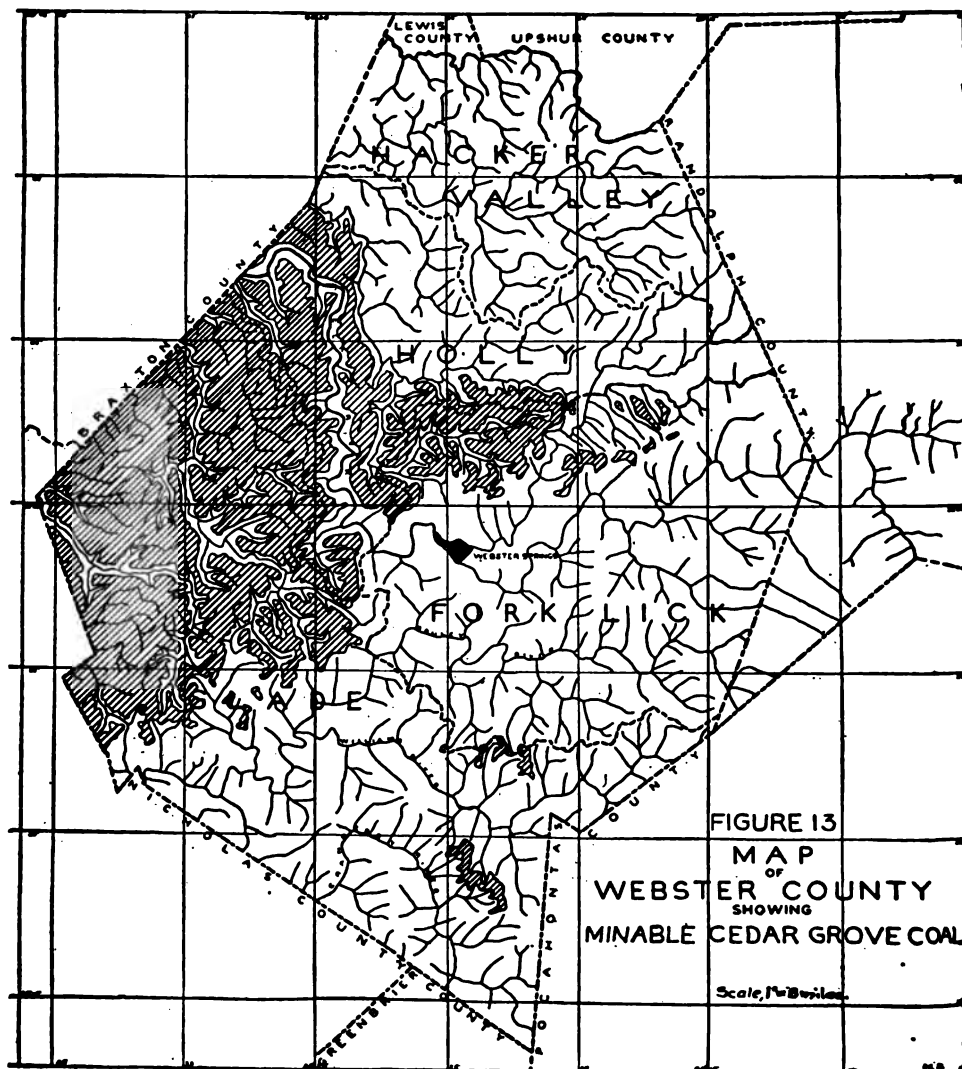 LEWIS
COUNTY
UPSHUR COUNTY
HACKER
VALLEY
RANDOLPH COUNTY
BRAXTON COUNTY
HOLLY
WEBSTER SPRINGS
FORK LICK
GLADE
NICHOLAS COUNTY
GREENBRIER COUNTY
POCAHONTAS COUNTY
FIGURE 13
MAP
OF
WEBSTER COUNTY
SHOWING
MINABLE CEDAR GROVE COAL